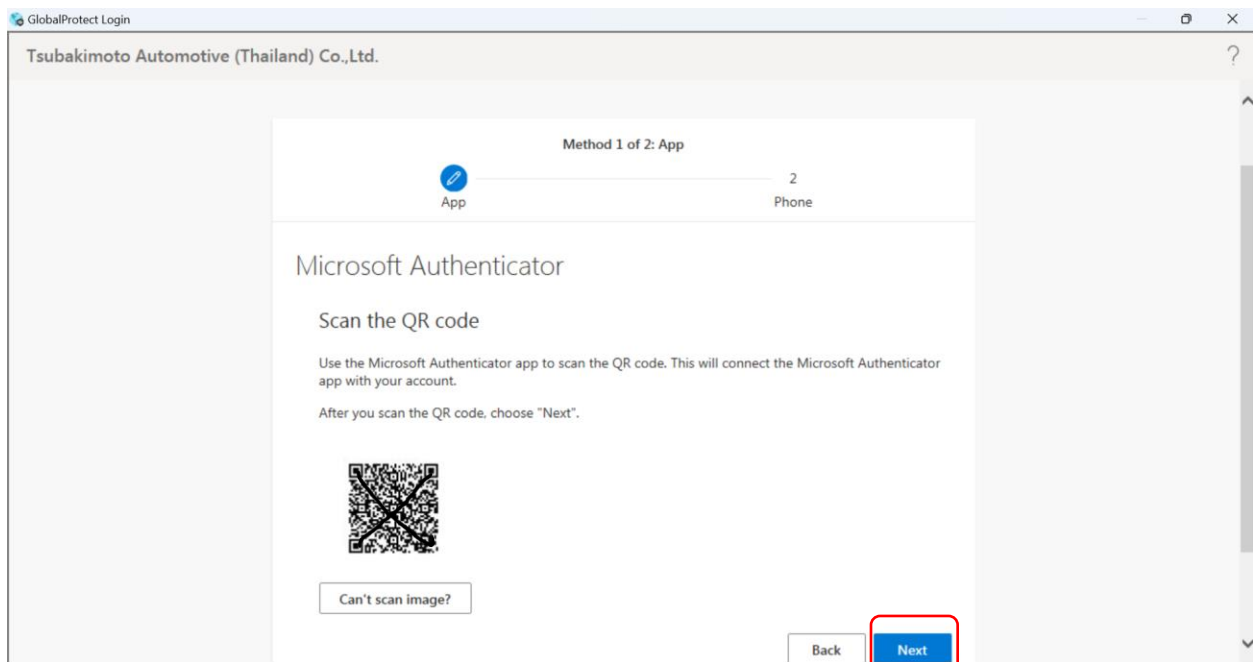 GlobalProtect Login
Tsubakimoto Automotive (Thailand) Co.,Ltd.
?
Method 1 of 2: App
2
App
Phone
Microsoft Authenticator
Scan the QR code
Use the Microsoft Authenticator app to scan the QR code. This will connect the Microsoft Authenticator
app with your account.
After you scan the QR code, choose "Next".
Can't scan image?
Back
Next